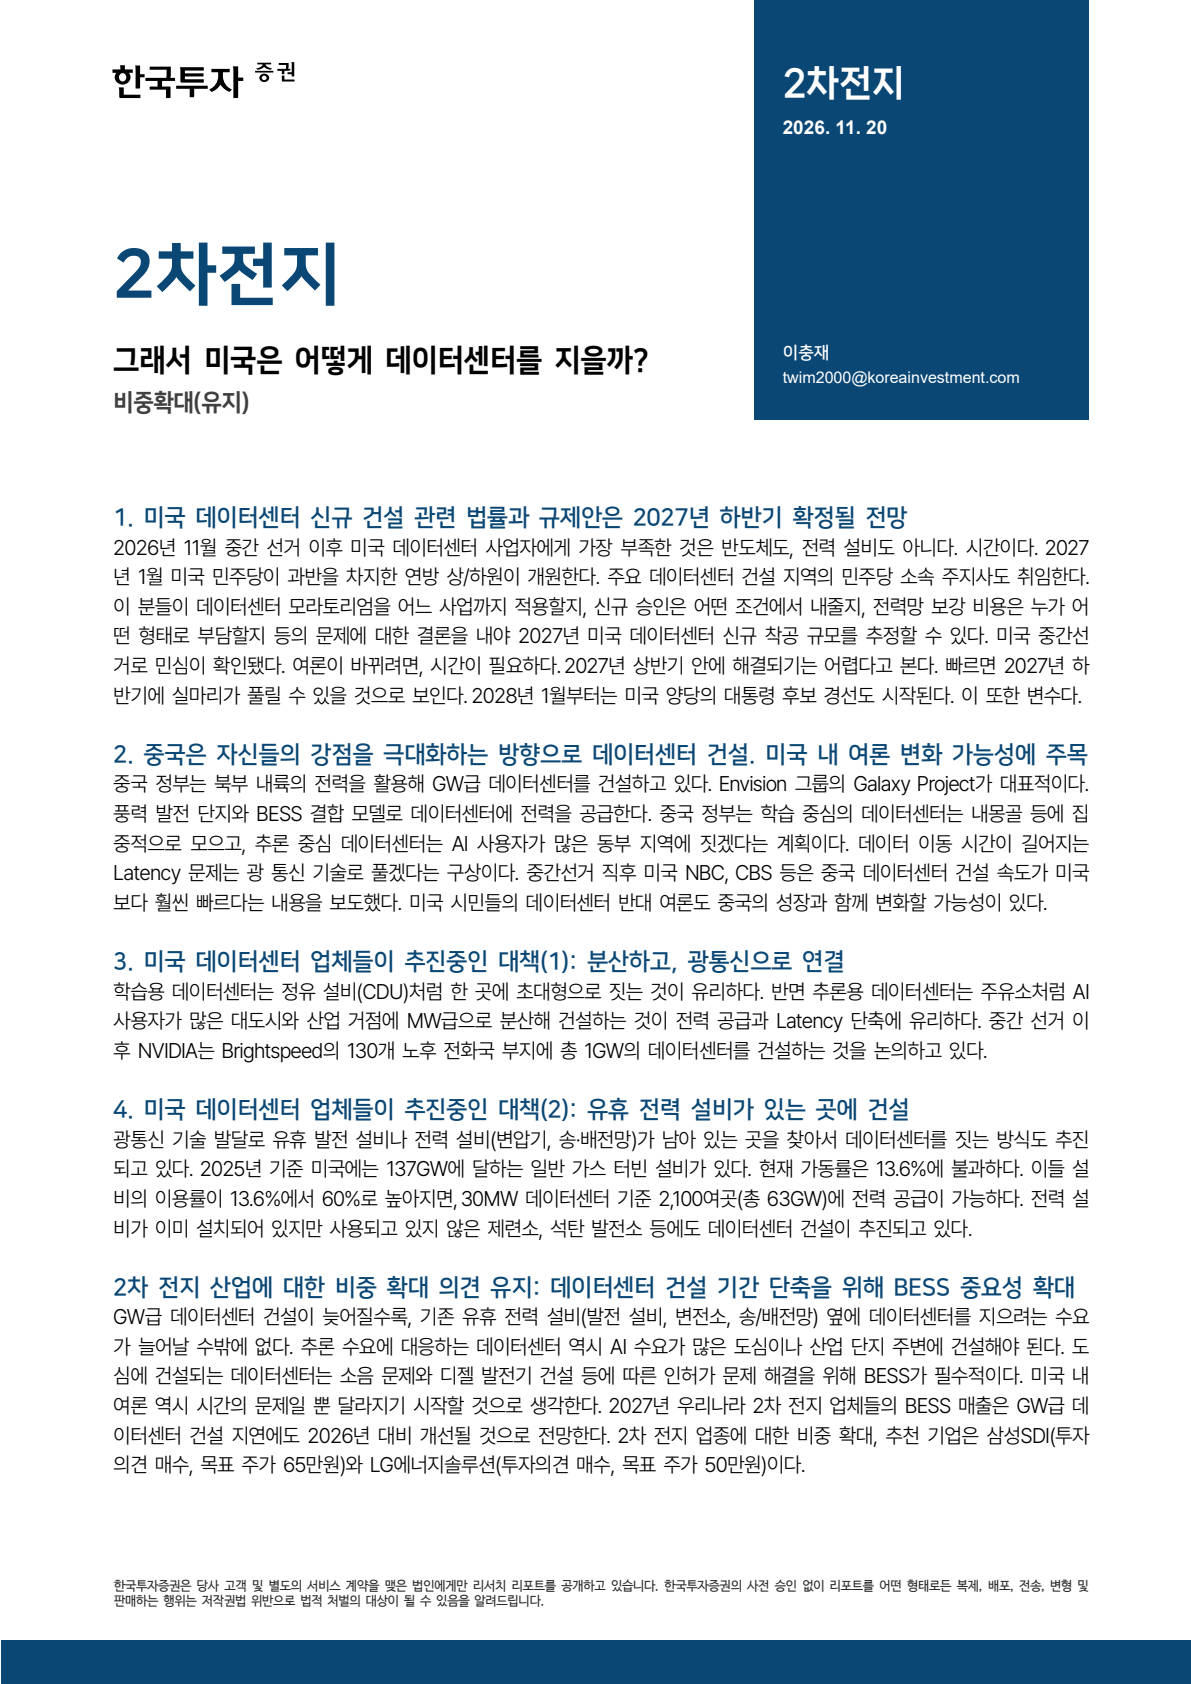 한국투자 증권
2차전지
2026. 11. 20
2차전지
그래서 미국은 어떻게 데이터센터를 지을까?
비중확대(유지)
이충재
twim2000@koreainvestment.com
1. 미국 데이터센터 신규 건설 관련 법률과 규제안은 2027년 하반기 확정될 전망
2026년 11월 중간 선거 이후 미국 데이터센터 사업자에게 가장 부족한 것은 반도체도, 전력 설비도 아니다. 시간이다. 2027
년 1월 미국 민주당이 과반을 차지한 연방 상/하원이 개원한다. 주요 데이터센터 건설 지역의 민주당 소속 주지사도 취임한다.
이 분들이 데이터센터 모라토리엄을 어느 사업까지 적용할지, 신규 승인은 어떤 조건에서 내줄지, 전력망 보강 비용은 누가 어
떤 형태로 부담할지 등의 문제에 대한 결론을 내야 2027년 미국 데이터센터 신규 착공 규모를 추정할 수 있다. 미국 중간선
거로 민심이 확인됐다. 여론이 바뀌려면, 시간이 필요하다. 2027년 상반기 안에 해결되기는 어렵다고 본다. 빠르면 2027년 하
반기에 실마리가 풀릴 수 있을 것으로 보인다. 2028년 1월부터는 미국 양당의 대통령 후보 경선도 시작된다. 이 또한 변수다.
2. 중국은 자신들의 강점을 극대화하는 방향으로 데이터센터 건설. 미국 내 여론 변화 가능성에 주목
중국 정부는 북부 내륙의 전력을 활용해 GW급 데이터센터를 건설하고 있다. Envision 그룹의 Galaxy Project가 대표적이다.
풍력 발전 단지와 BESS 결합 모델로 데이터센터에 전력을 공급한다. 중국 정부는 학습 중심의 데이터센터는 내몽골 등에 집
중적으로 모으고, 추론 중심 데이터센터는 AI 사용자가 많은 동부 지역에 짓겠다는 계획이다. 데이터 이동 시간이 길어지는
Latency 문제는 광 통신 기술로 풀겠다는 구상이다. 중간선거 직후 미국 NBC, CBS 등은 중국 데이터센터 건설 속도가 미국
보다 훨씬 빠르다는 내용을 보도했다. 미국 시민들의 데이터센터 반대 여론도 중국의 성장과 함께 변화할 가능성이 있다.
3. 미국 데이터센터 업체들이 추진중인 대책(1): 분산하고, 광통신으로 연결
학습용 데이터센터는 정유 설비(CDU)처럼 한 곳에 초대형으로 짓는 것이 유리하다. 반면 추론용 데이터센터는 주유소처럼 AI
사용자가 많은 대도시와 산업 거점에 MW급으로 분산해 건설하는 것이 전력 공급과 Latency 단축에 유리하다. 중간 선거 이
후 NVIDIA는 Brightspeed의 130개 노후 전화국 부지에 총 1GW의 데이터센터를 건설하는 것을 논의하고 있다.
4. 미국 데이터센터 업체들이 추진중인 대책(2): 유휴 전력 설비가 있는 곳에 건설
광통신 기술 발달로 유휴 발전 설비나 전력 설비(변압기, 송·배전망)가 남아 있는 곳을 찾아서 데이터센터를 짓는 방식도 추진
되고 있다. 2025년 기준 미국에는 137GW에 달하는 일반 가스 터빈 설비가 있다. 현재 가동률은 13.6%에 불과하다. 이들 설
비의 이용률이 13.6%에서 60%로 높아지면, 30MW 데이터센터 기준 2,100여곳(총 63GW)에 전력 공급이 가능하다. 전력 설
비가 이미 설치되어 있지만 사용되고 있지 않은 제련소, 석탄 발전소 등에도 데이터센터 건설이 추진되고 있다.
2차 전지 산업에 대한 비중 확대 의견 유지: 데이터센터 건설 기간 단축을 위해 BESS 중요성 확대
GW급 데이터센터 건설이 늦어질수록, 기존 유휴 전력 설비(발전 설비, 변전소, 송/배전망) 옆에 데이터센터를 지으려는 수요
가 늘어날 수밖에 없다. 추론 수요에 대응하는 데이터센터 역시 AI 수요가 많은 도심이나 산업 단지 주변에 건설해야 된다. 도
심에 건설되는 데이터센터는 소음 문제와 디젤 발전기 건설 등에 따른 인허가 문제 해결을 위해 BESS가 필수적이다. 미국 내
여론 역시 시간의 문제일 뿐 달라지기 시작할 것으로 생각한다. 2027년 우리나라 2차 전지 업체들의 BESS 매출은 GW급 데
이터센터 건설 지연에도 2026년 대비 개선될 것으로 전망한다. 2차 전지 업종에 대한 비중 확대, 추천 기업은 삼성SDI(투자
의견 매수, 목표 주가 65만원)와 LG에너지솔루션(투자의견 매수, 목표 주가 50만원)이다.
한국투자증권은 당사 고객 및 별도의 서비스 계약을 맺은 법인에게만 리서치 리포트를 공개하고 있습니다. 한국투자증권의 사전 승인 없이 리포트를 어떤 형태로든 복제, 배포, 전송, 변형 및
판매하는 행위는 저작권법 위반으로 법적 처벌의 대상이 될 수 있음을 알려드립니다.